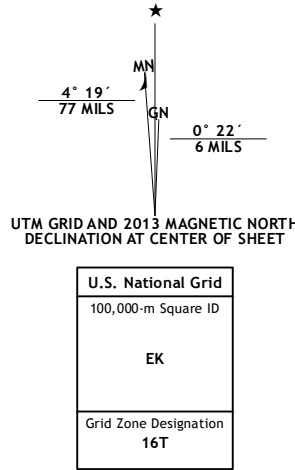 ★
MN
4° 19´
77 MILS
GN
0° 22´
6 MILS
UTM GRID AND 2013 MAGNETIC NORTH
DECLINATION AT CENTER OF SHEET
U.S. National Grid
100,000-m Square ID
EK
Grid Zone Designation
16T